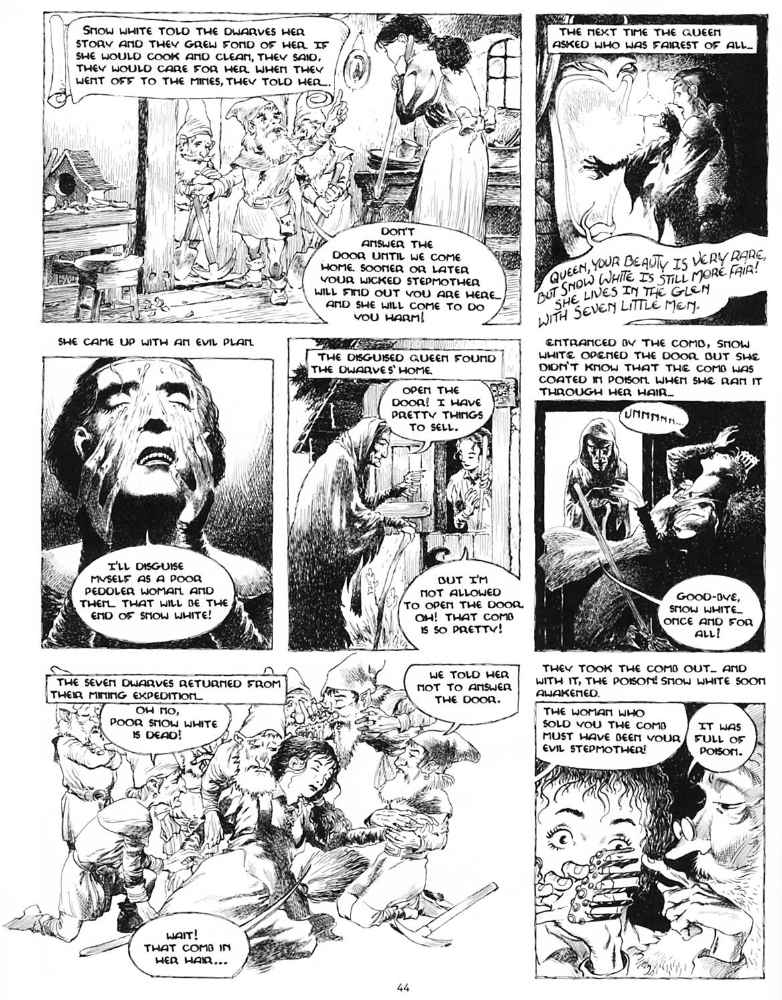 SNOW WHITE TOLD THE DWARVES HER
STORY AND THEY GREW FOND OF HER. IF
SHE WOULD COOK AND CLEAN, THEY SAID,
THEY WOULD CARE FOR HER. WHEN THEY
WENT OFF TO THE MINES, THEY TOLD HER...
DON'T
ANSWER THE
DOOR UNTIL WE COME
HOME. SOONER OR LATER
YOUR WICKED STEPMOTHER
WILL FIND OUT YOU ARE HERE...
AND SHE WILL COME TO DO
YOU HARM!
THE NEXT TIME THE QUEEN
ASKED WHO WAS FAIREST OF ALL...
QUEEN, YOUR BEAUTY IS VERY RARE,
BUT SNOW WHITE IS STILL MORE FAIR!
SHE LIVES IN THE GLEN
WITH SEVEN LITTLE MEN.
SHE CAME UP WITH AN EVIL PLAN.
I'LL DISGUISE
MYSELF AS A POOR
PEDDLER WOMAN. AND
THEN... THAT WILL BE THE
END OF SNOW WHITE!
THE DISGUISED QUEEN FOUND
THE DWARVES' HOME.
OPEN THE
DOOR! I HAVE
PRETTY THINGS
TO SELL.
BUT I'M
NOT ALLOWED
TO OPEN THE DOOR.
OH! THAT COMB
IS SO PRETTY!
ENTRANCED BY THE COMB, SNOW
WHITE OPENED THE DOOR. BUT SHE
DIDN'T KNOW THAT THE COMB WAS
COATED IN POISON. WHEN SHE RAN IT
THROUGH HER HAIR...
UNNNNN...
GOOD-BYE,
SNOW WHITE...
ONCE AND FOR
ALL!
THE SEVEN DWARVES RETURNED FROM
THEIR MINING EXPEDITION...
OH NO,
POOR SNOW WHITE
IS DEAD!
WE TOLD HER
NOT TO ANSWER
THE DOOR.
WAIT!
THAT COMB IN
HER HAIR...
THEY TOOK THE COMB OUT... AND
WITH IT, THE POISON! SNOW WHITE SOON
AWAKENED.
THE WOMAN WHO
SOLD YOU THE COMB
MUST HAVE BEEN YOUR
EVIL STEPMOTHER!
IT WAS
FULL OF
POISON.
44